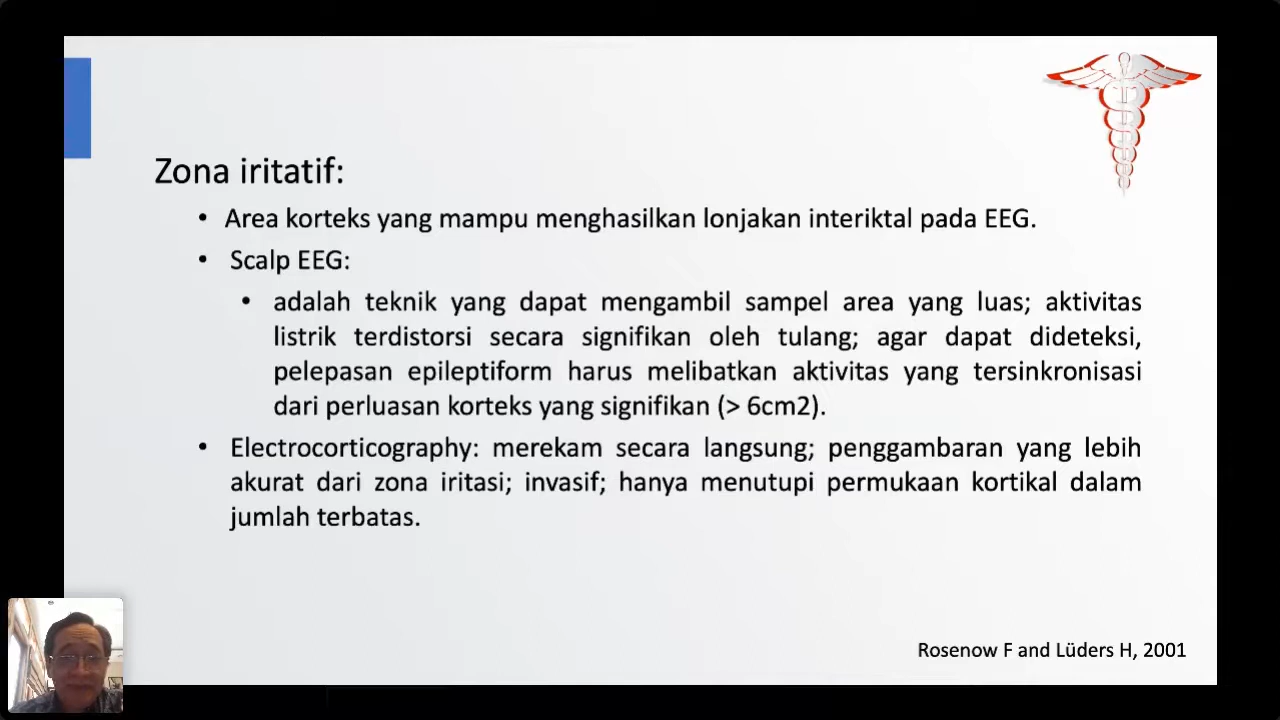 Zona iritatif:
• Area korteks yang mampu menghasilkan lonjakan interiktal pada EEG.
• Scalp EEG:
• adalah teknik yang dapat mengambil sampel area yang luas; aktivitas
listrik terdistorsi secara signifikan oleh tulang; agar dapat dideteksi,
pelepasan epileptiform harus melibatkan aktivitas yang tersinkronisasi
dari perluasan korteks yang signifikan (> 6cm2).
• Electrocorticography: merekam secara langsung; penggambaran yang lebih
akurat dari zona iritasi; invasif; hanya menutupi permukaan kortikal dalam
jumlah terbatas.
Rosenow F and Lüders H, 2001